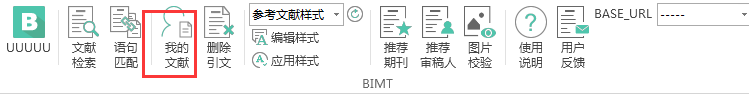 B
UUUUU
文献
检索
语句
匹配
我的
文献
删除
引文
参考文献样式
编辑样式
应用样式
推荐
期刊
推荐
审稿人
图片
校验
使用
说明
用户
反馈
BASE_URL -----
BIMT